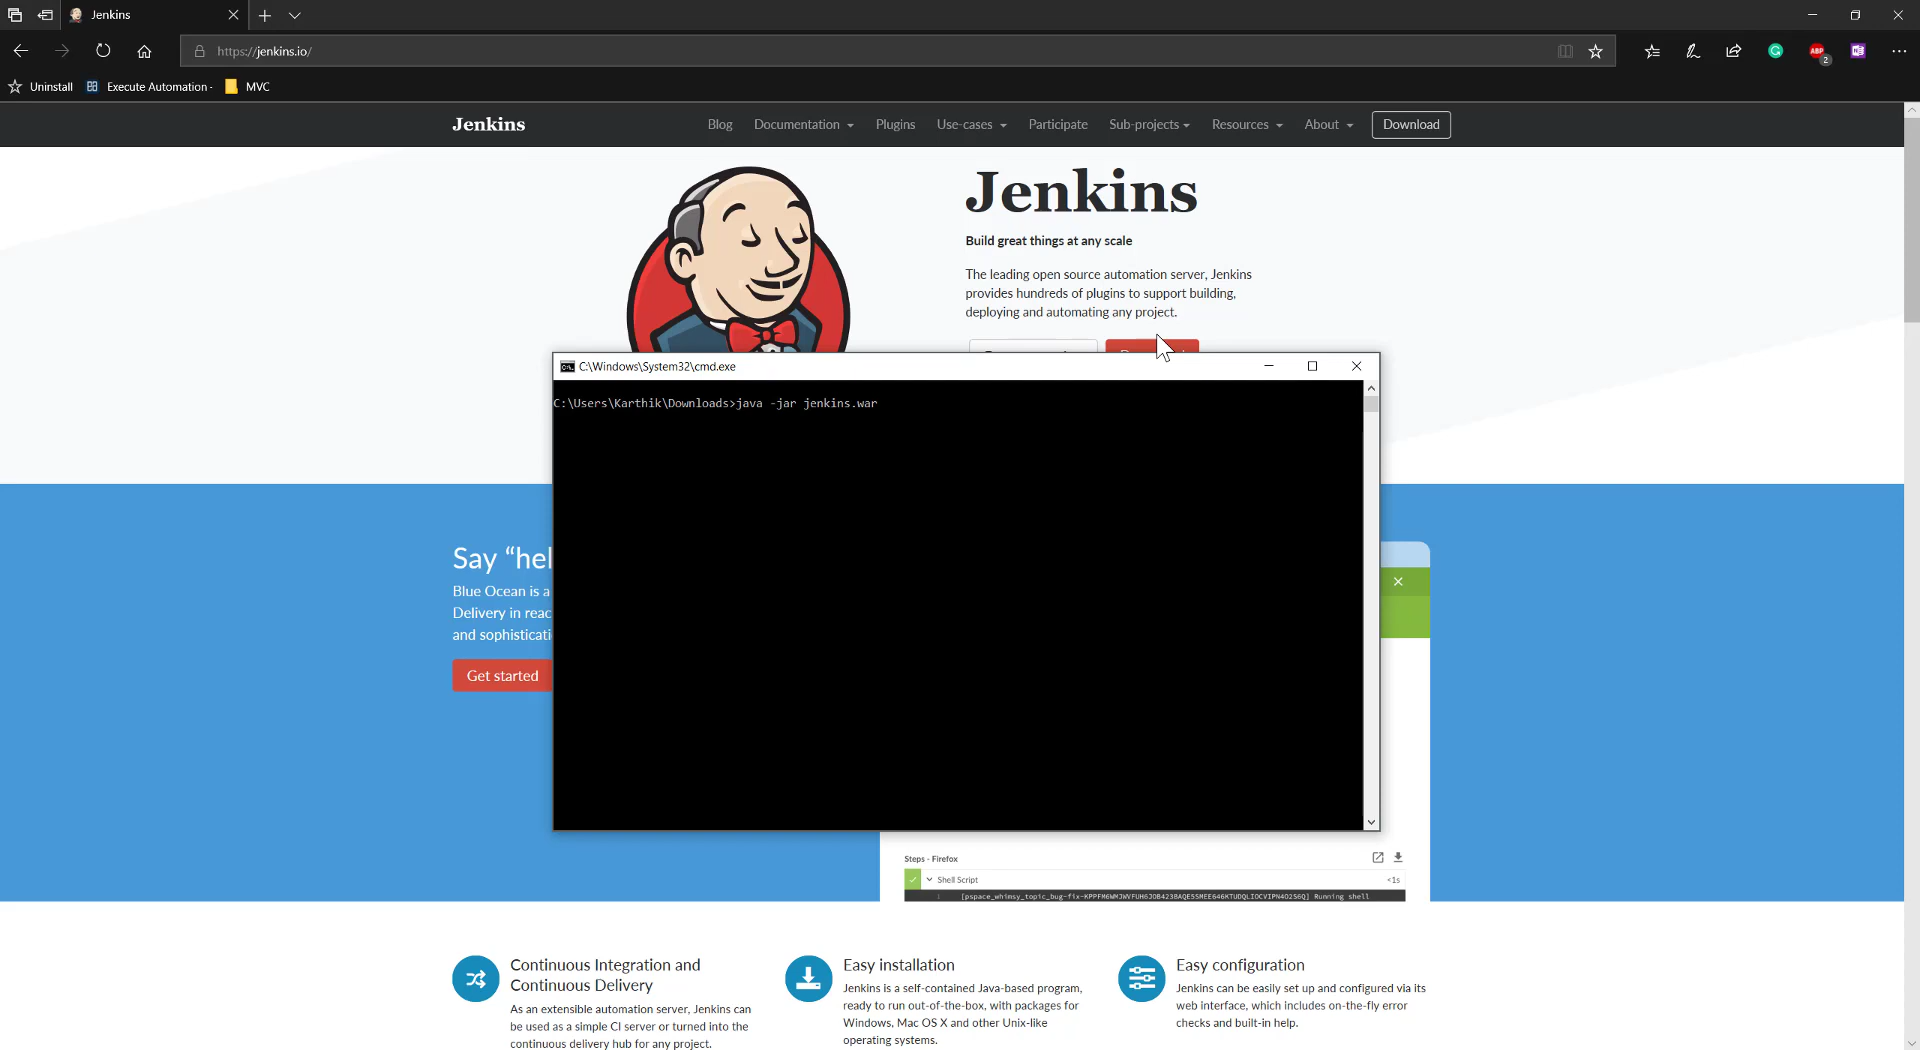 Jenkins
https://jenkins.io/
ABP
2
Uninstall
Execute Automation -
MVC
Jenkins
Blog
Documentation
Plugins
Use-cases
Participate
Sub-projects
Resources
About
Download
Jenkins
Build great things at any scale
The leading open source automation server, Jenkins
provides hundreds of plugins to support building,
deploying and automating any project.
C:\Windows\System32\cmd.exe
C:\Users\Karthik\Downloads>java -jar jenkins.war
Say “hel
Blue Ocean is a
Delivery in reac
and sophisticati
Get started
Steps - Firefox
Shell Script
<1s
1
Running shell
Continuous Integration and
Continuous Delivery
As an extensible automation server, Jenkins can
be used as a simple CI server or turned into the
continuous delivery hub for any project.
Easy installation
Jenkins is a self-contained Java-based program,
ready to run out-of-the-box, with packages for
Windows, Mac OS X and other Unix-like
operating systems.
Easy configuration
Jenkins can be easily set up and configured via its
web interface, which includes on-the-fly error
checks and built-in help.